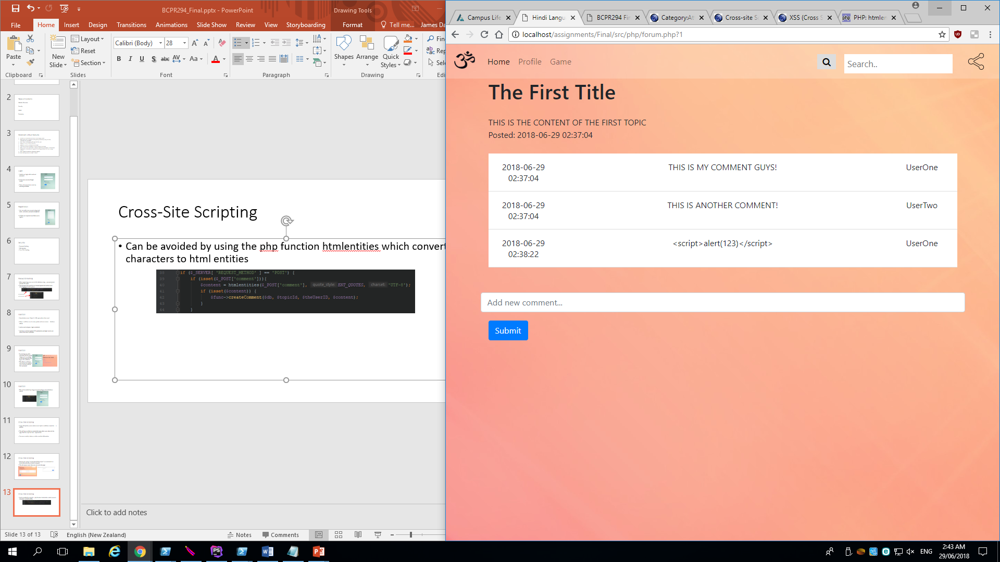 BCPR294_Final.pptx - PowerPoint
Drawing Tools
File
Home
Insert
Design
Transitions
Animations
Slide Show
Review
View
Storyboarding
Format
Tell me...
James Da
Paste
New
Slide
Layout
Reset
Section
Calibri (Body)
28
B I U S abc AV Aa A
Shapes
Arrange
Quick
Styles
Fin
Rep
Sele
Clipboard
Slides
Font
Paragraph
Drawing
Edi
2
3
4
5
6
7
8
9
10
11
12
13
Cross-Site Scripting
• Can be avoided by using the php function htmlentities which convert
characters to html entities
38 if ($_SERVER[ 'REQUEST_METHOD' ] == 'POST') {
39 if (isset($_POST['comment'])){
40 $content = htmlentities($_POST['comment'], quote_style: ENT_QUOTES, charset: 'UTF-8');
41 if (isset($content)) {
42 $func->createComment($db, $topicId, $theUserID, $content);
43 }
44 }
Click to add notes
Slide 13 of 13
English (New Zealand)
Notes
Comments
Campus Life
Hindi Langu
BCPR294 Fin
Category:At
Cross-site S
XSS (Cross S
php PHP: htmlen
localhost/assignments/Final/src/php/forum.php?1
Home
Profile
Game
Search..
The First Title
THIS IS THE CONTENT OF THE FIRST TOPIC
Posted: 2018-06-29 02:37:04
2018-06-29 THIS IS MY COMMENT GUYS! UserOne
02:37:04
2018-06-29 THIS IS ANOTHER COMMENT! UserTwo
02:37:04
2018-06-29 <script>alert(123)</script> UserOne
02:38:22
Add new comment...
Submit
ENG
2:43 AM
29/06/2018